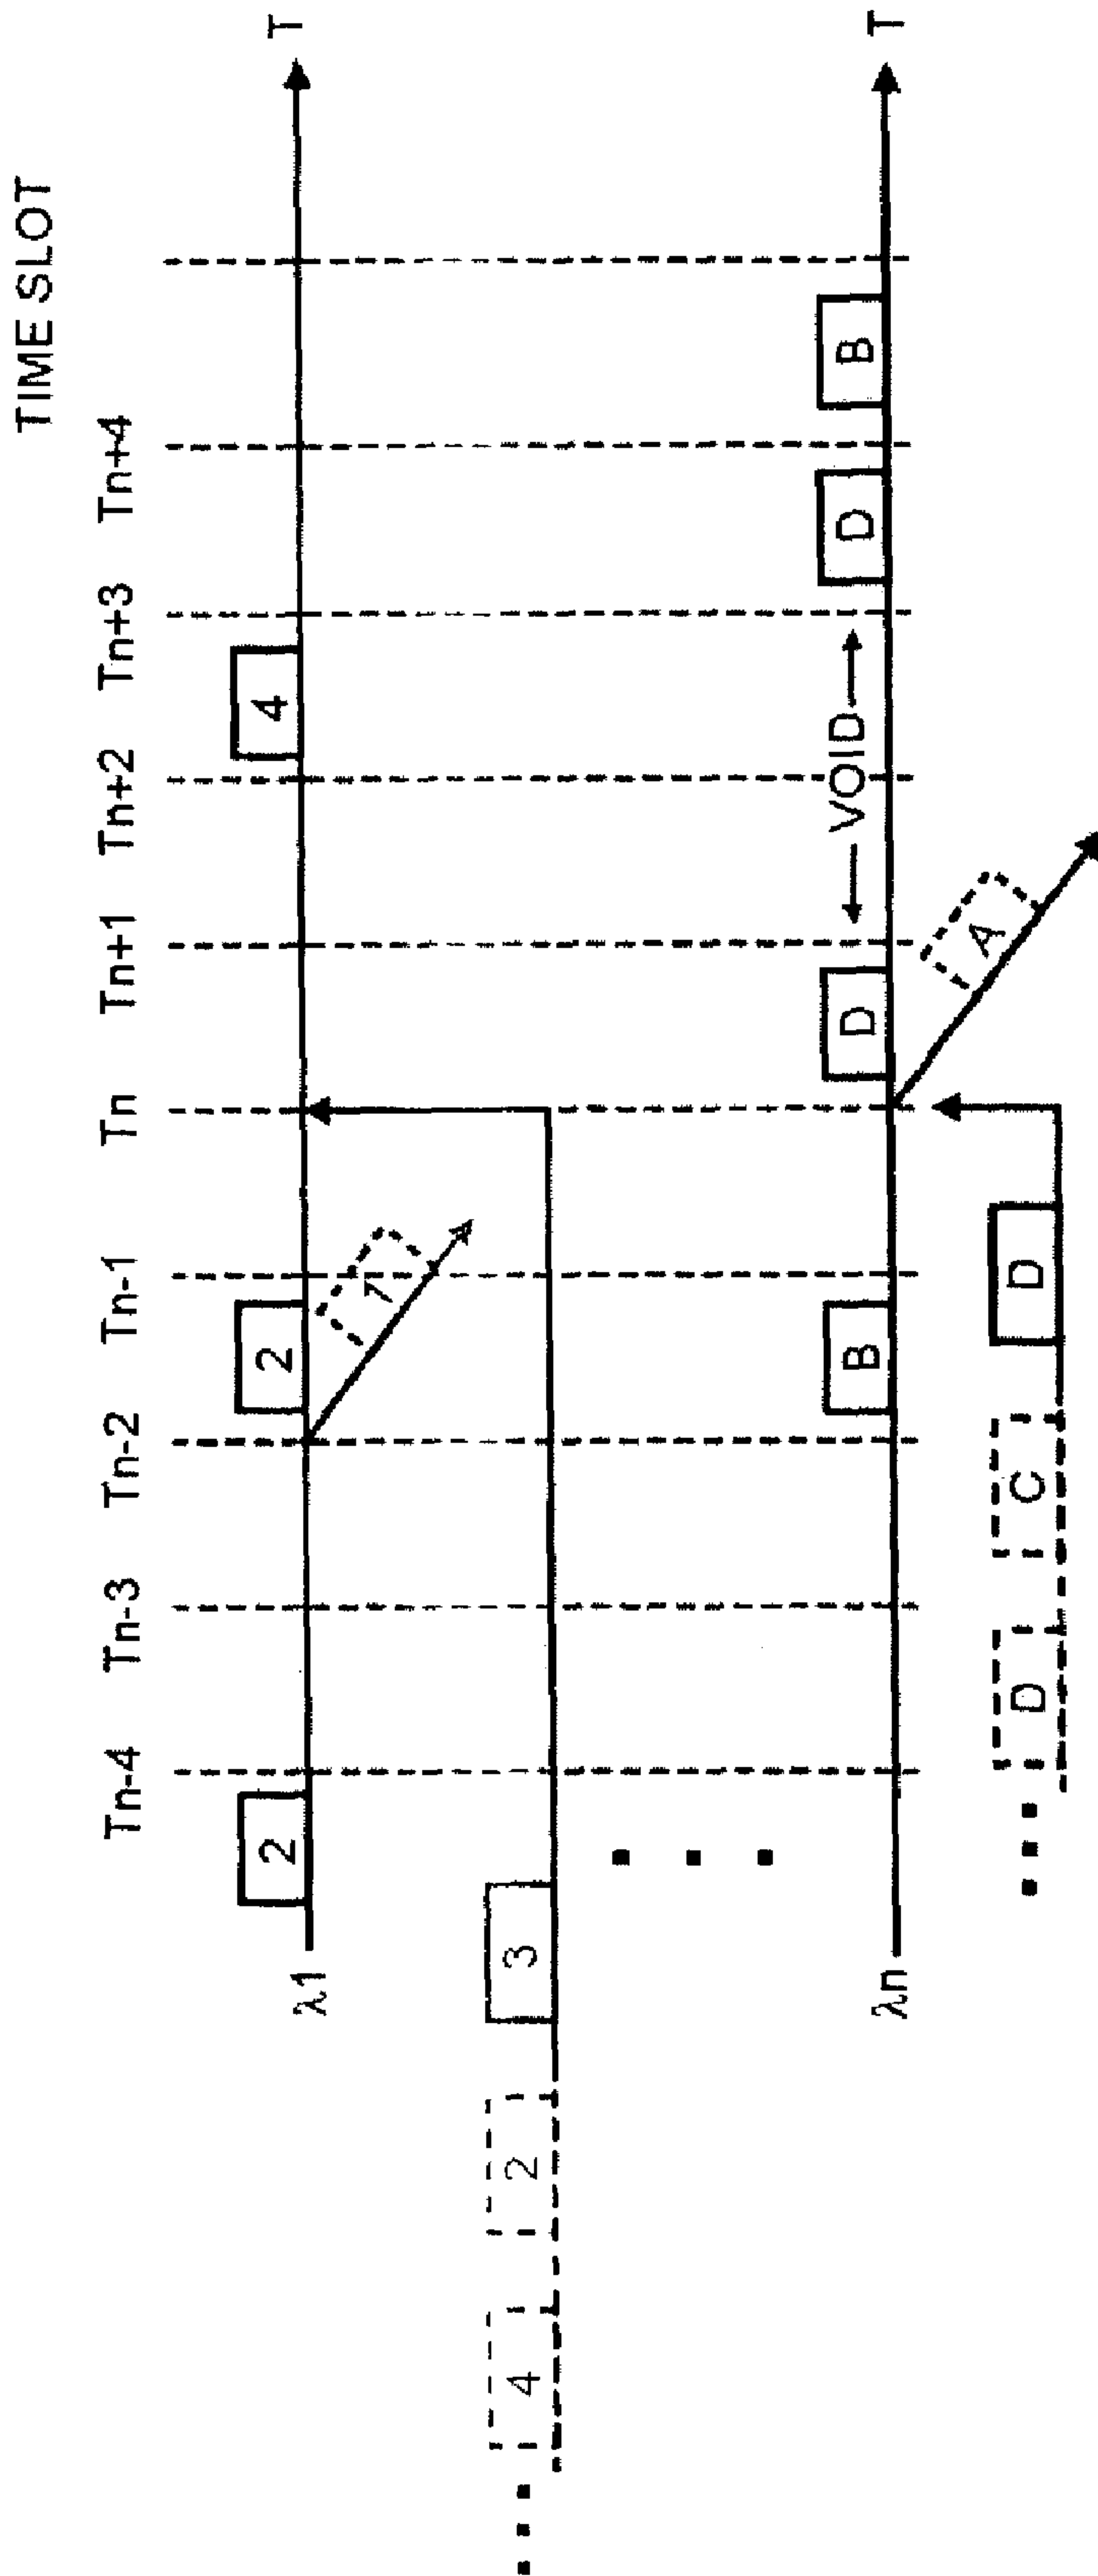 TIME SLOT
Tn-4 Tn-3 Tn-2 Tn-1 Tn Tn+1 Tn+2 Tn+3 Tn+4
2 2 4
λ1 T
1
4 2 3
B D D B
VOID
λn T
A
D C D